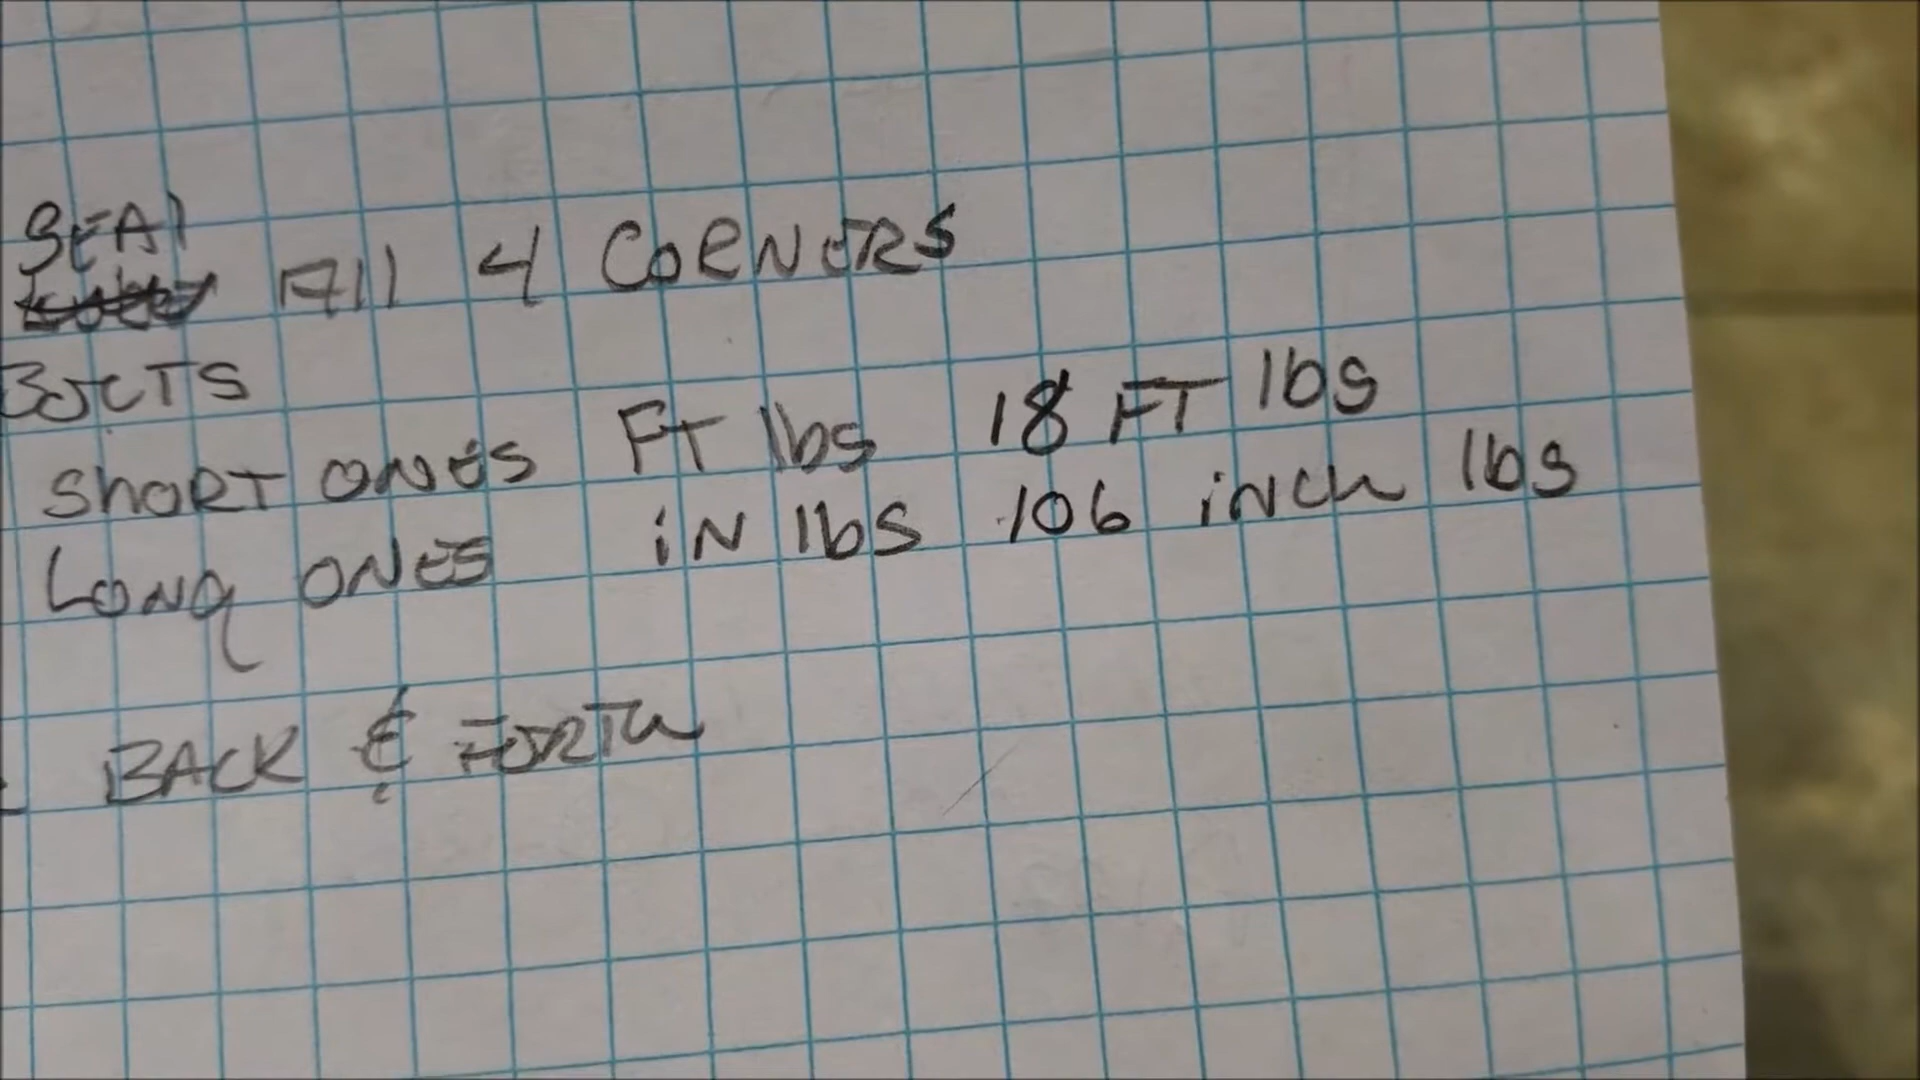 SEAl All 4 CORNERS
BOLTS
SHORT ONES FT lbs 18 FT lbs
LONg ONES iN lbs 106 iNCH lbs
BACK & FORTH